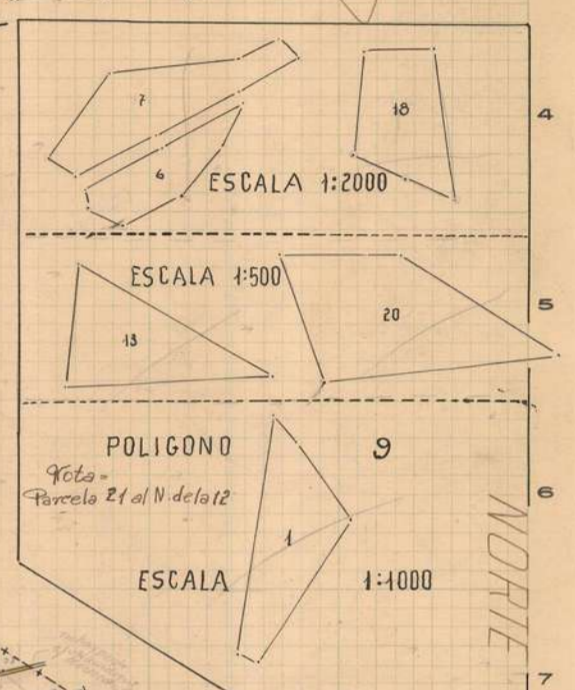 4
7
18
6
ESCALA 1:2000
5
ESCALA 1:500
13
20
POLIGONO 9
Nota=
Parcela 21 al N. de la 12
6
1
ESCALA 1:1000
NORTE
7